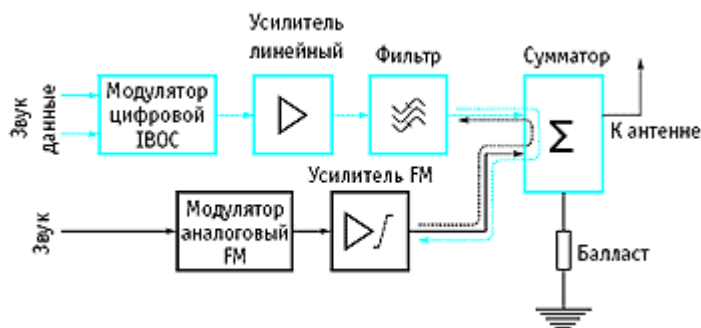 Усилитель
линейный
Фильтр
Сумматор
Звук
данные
Модулятор
цифровой
IBOC
Σ
К антенне
Усилитель FM
Звук
Модулятор
аналоговый
FM
Балласт